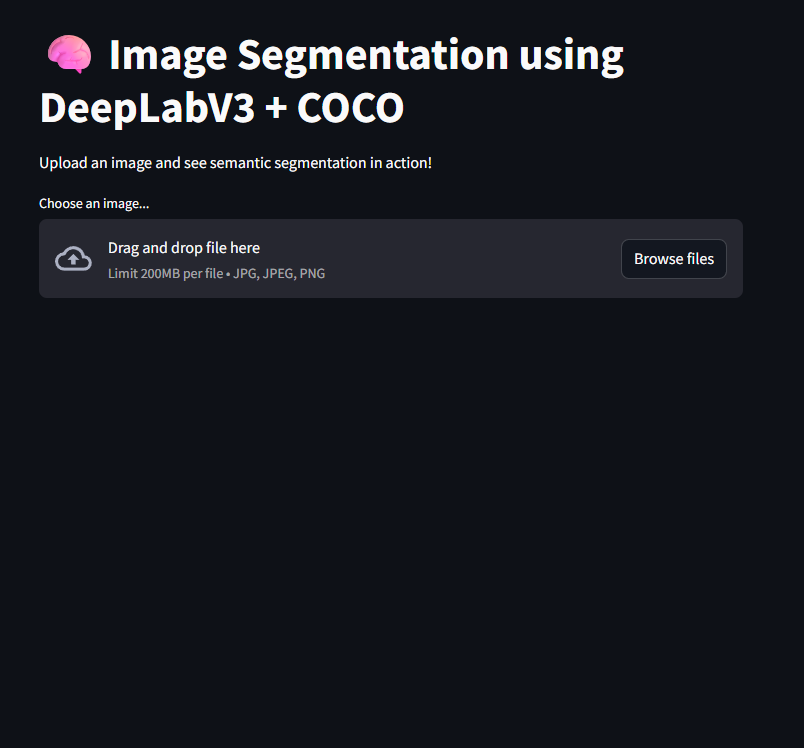 🧠 Image Segmentation using
DeepLabV3 + COCO
Upload an image and see semantic segmentation in action!
Choose an image...
Drag and drop file here
Limit 200MB per file • JPG, JPEG, PNG
Browse files